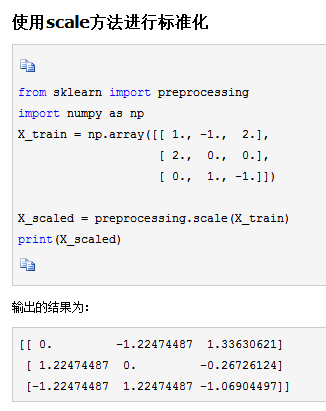 使用scale方法进行标准化
from sklearn import preprocessing
import numpy as np
X_train = np.array([[ 1., -1.,  2.],
                    [ 2.,  0.,  0.],
                    [ 0.,  1., -1.]])
X_scaled = preprocessing.scale(X_train)
print(X_scaled)
输出的结果为:
[[ 0.         -1.22474487  1.33630621]
 [ 1.22474487  0.         -0.26726124]
 [-1.22474487  1.22474487 -1.06904497]]